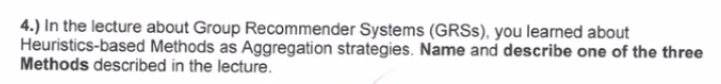 4.) In the lecture about Group Recommender Systems (GRSs), you learned about
Heuristics-based Methods as Aggregation strategies. Name and describe one of the three
Methods described in the lecture.